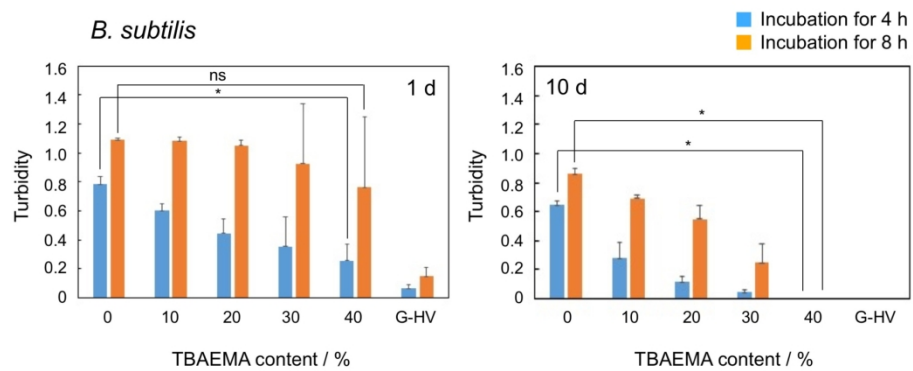 B. subtilis
Incubation for 4 h
Incubation for 8 h
1 d
ns
*
Turbidity
1.6
1.4
1.2
1.0
0.8
0.6
0.4
0.2
0
0 10 20 30 40 G-HV
TBAEMA content / %
10 d
*
*
Turbidity
1.6
1.4
1.2
1.0
0.8
0.6
0.4
0.2
0
0 10 20 30 40 G-HV
TBAEMA content / %